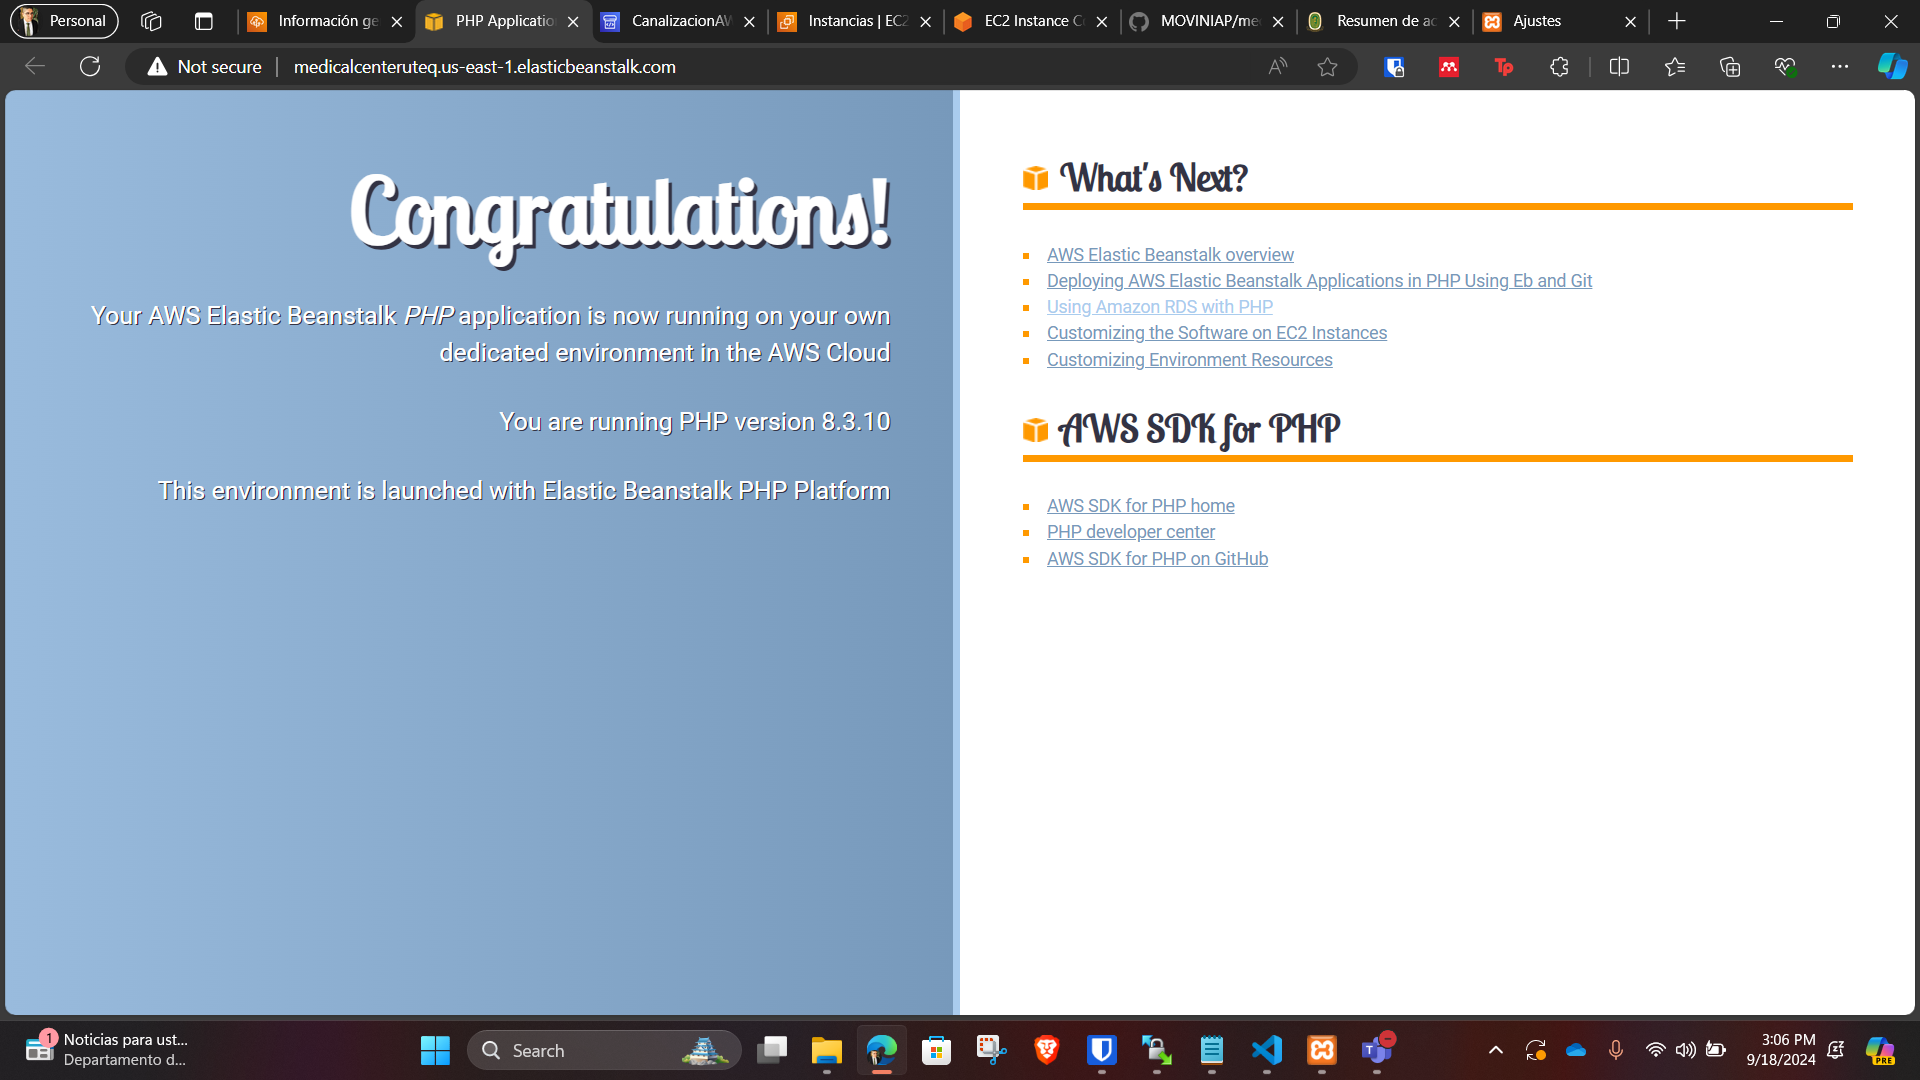 Personal
Información ge
PHP Applicatio
CanalizacionAW
Instancias | EC2
EC2 Instance C
MOVINIAP/me
Resumen de ac
Ajustes
Not secure
medicalcenteruteq.us-east-1.elasticbeanstalk.com
Congratulations!
Your AWS Elastic Beanstalk PHP application is now running on your own
dedicated environment in the AWS Cloud
You are running PHP version 8.3.10
This environment is launched with Elastic Beanstalk PHP Platform
What's Next?
AWS Elastic Beanstalk overview
Deploying AWS Elastic Beanstalk Applications in PHP Using Eb and Git
Using Amazon RDS with PHP
Customizing the Software on EC2 Instances
Customizing Environment Resources
AWS SDK for PHP
AWS SDK for PHP home
PHP developer center
AWS SDK for PHP on GitHub
1
Noticias para ust...
Departamento d...
Search
3:06 PM
9/18/2024
PRE